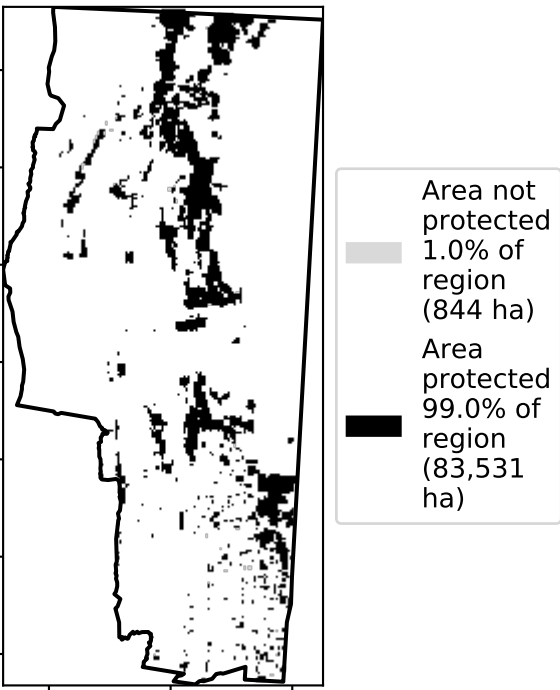 Area not
protected
1.0% of
region
(844 ha)
Area
protected
99.0% of
region
(83,531
ha)